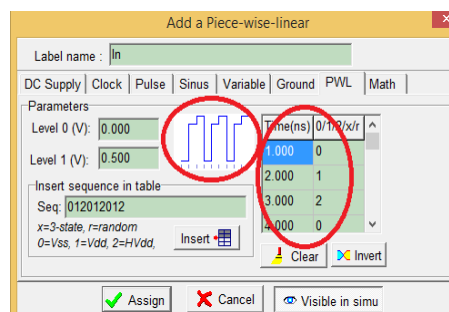 Add a Piece-wise-linear
Label name : In
DC Supply Clock Pulse Sinus Variable Ground PWL Math
Parameters
Level 0 (V): 0.000
Level 1 (V): 0.500
Time(ns) 0/1/2/x/r
1.000 0
2.000 1
3.000 2
4.000 0
Insert sequence in table
Seq: 012012012
x=3-state, r=random
0=Vss, 1=Vdd, 2=HVdd,
Insert
Clear Invert
Assign Cancel Visible in simu